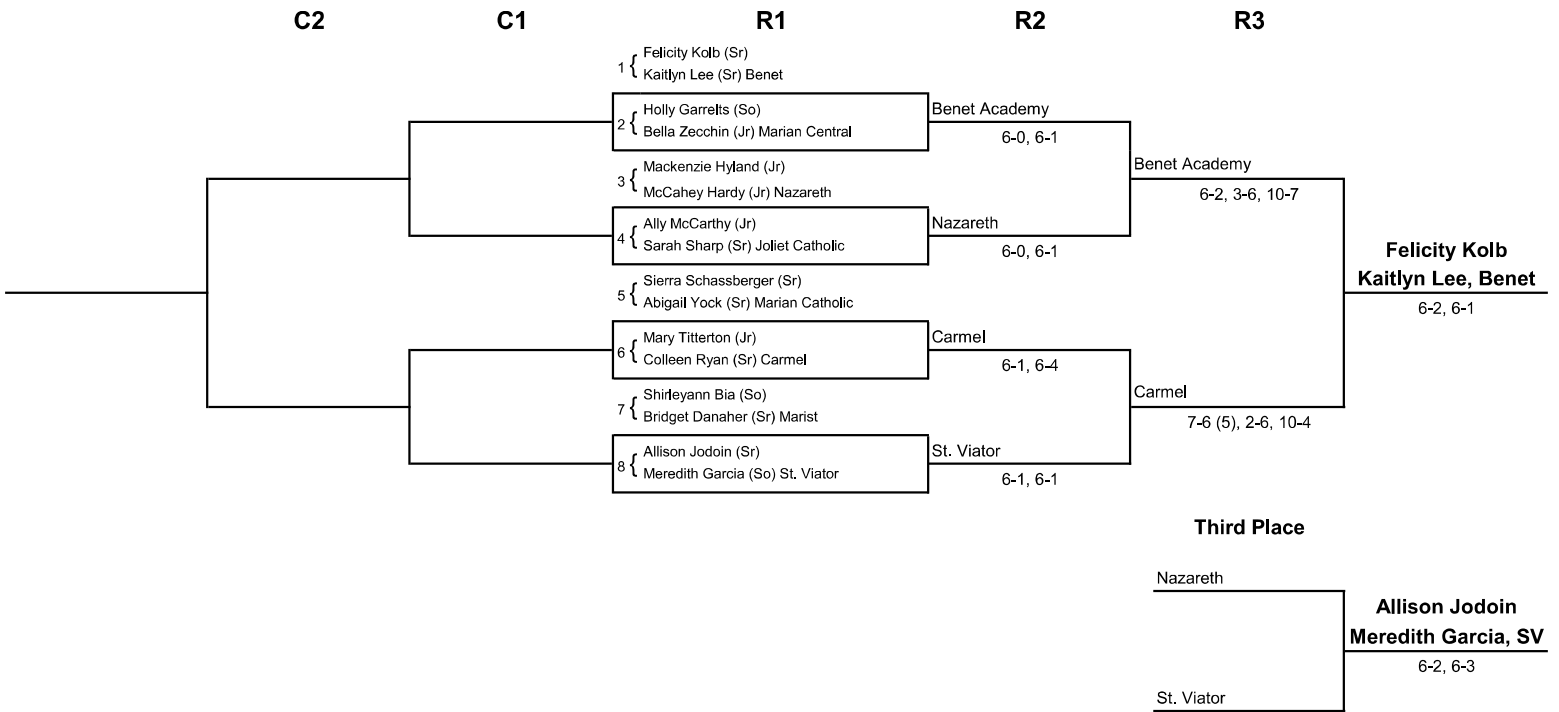 C2 C1 R1 R2 R3
1 { Felicity Kolb (Sr)
Kaitlyn Lee (Sr) Benet
2 { Holly Garrelts (So)
Bella Zecchin (Jr) Marian Central
3 { Mackenzie Hyland (Jr)
McCahey Hardy (Jr) Nazareth
4 { Ally McCarthy (Jr)
Sarah Sharp (Sr) Joliet Catholic
5 { Sierra Schassberger (Sr)
Abigail Yock (Sr) Marian Catholic
6 { Mary Titterton (Jr)
Colleen Ryan (Sr) Carmel
7 { Shirleyann Bia (So)
Bridget Danaher (Sr) Marist
8 { Allison Jodoin (Sr)
Meredith Garcia (So) St. Viator
Benet Academy
6-0, 6-1
Nazareth
6-0, 6-1
Carmel
6-1, 6-4
St. Viator
6-1, 6-1
Benet Academy
6-2, 3-6, 10-7
Carmel
7-6 (5), 2-6, 10-4
Felicity Kolb
Kaitlyn Lee, Benet
6-2, 6-1
Third Place
Nazareth
St. Viator
Allison Jodoin
Meredith Garcia, SV
6-2, 6-3